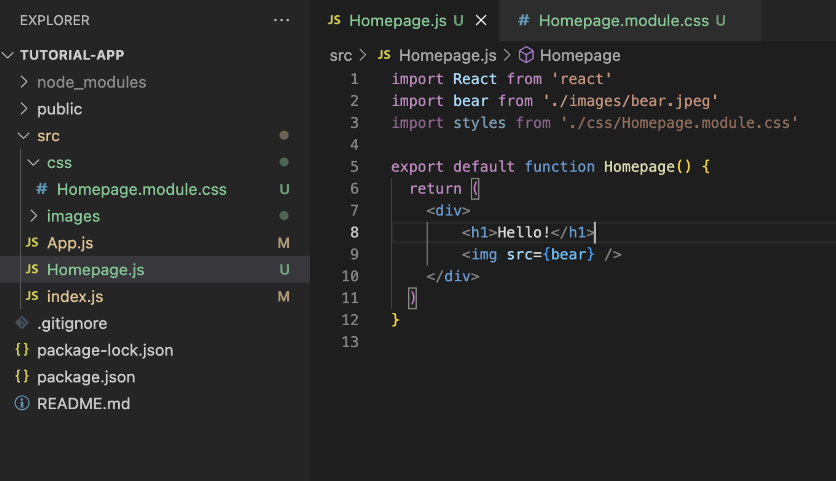 EXPLORER ...
TUTORIAL-APP
node_modules
public
src
css
# Homepage.module.css U
images
JS App.js M
JS Homepage.js U
JS index.js M
.gitignore
{} package-lock.json
{} package.json
README.md
JS Homepage.js U # Homepage.module.css U
src > JS Homepage.js > Homepage
1 import React from 'react'
2 import bear from './images/bear.jpeg'
3 import styles from './css/Homepage.module.css'
4
5 export default function Homepage() {
6 return (
7 <div>
8 <h1>Hello!</h1>
9 <img src={bear} />
10 </div>
11 )
12 }
13